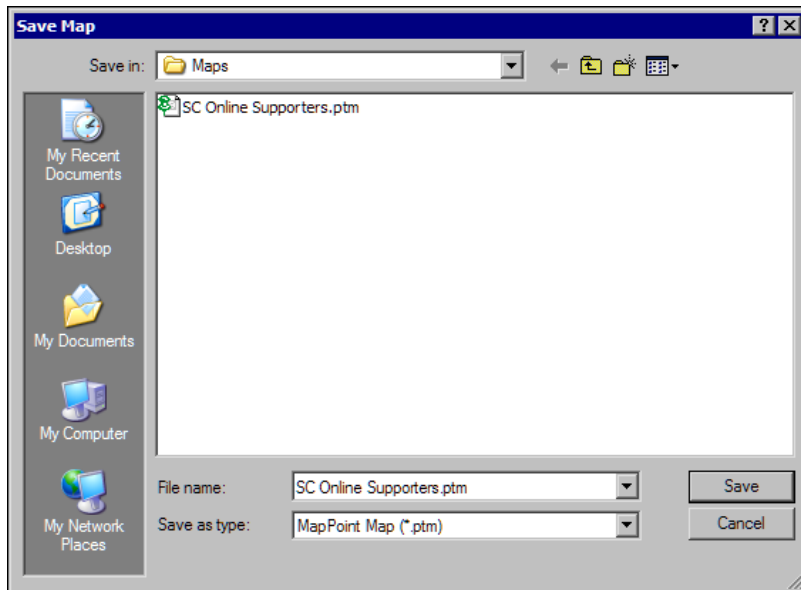 Save Map
Save in:
Maps
SC Online Supporters.ptm
My Recent
Documents
Desktop
My Documents
My Computer
My Network
Places
File name:
SC Online Supporters.ptm
Save
Save as type:
MapPoint Map (*.ptm)
Cancel